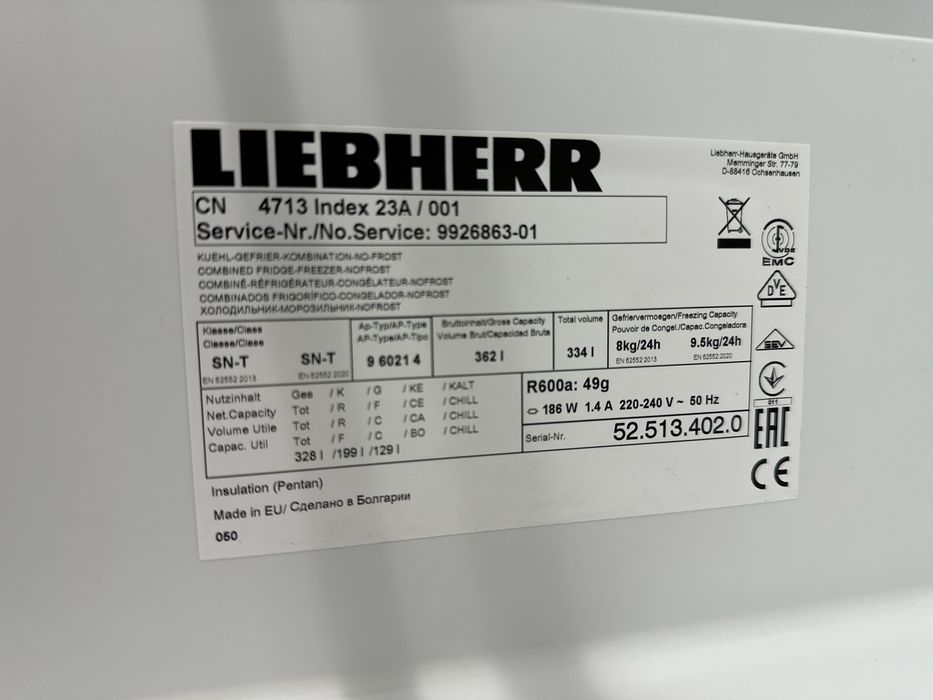 LIEBHERR
Liebherr-Hausgeräte GmbH
Memminger Str. 77-79
D-88416 Ochsenhausen
CN 4713 Index 23A / 001
Service-Nr./No.Service: 9926863-01
KUEHL-GEFRIER-KOMBINATION-NO-FROST
COMBINED FRIDGE-FREEZER-NOFROST
COMBINÉ-RÉFRIGÉRATEUR-CONGÉLATEUR-NOFROST
COMBINADOS FRIGORÍFICO-CONGELADOR-NOFROST
ХОЛОДИЛЬНИК-МОРОЗИЛЬНИК-NOFROST
VDE
EMC
DVE
SEV
011
EAC
CE
Klasse/Class
Classe/Clase
SN-T SN-T
EN 62552 2013 EN 62552 2020
Ap-Typ/AP-Type
AP-Type/AP-Tipo
9 6021 4
Bruttoinhalt/Gross Capacity
Volume Brut/Capacidad Bruta
362 l
Total volume
334 l
Gefriervermoegen/Freezing Capacity
Pouvoir de Congel./Capac.Congeladora
8kg/24h 9.5kg/24h
EN 62552 2013 EN 62552 2020
Nutzinhalt Ges / K / G / KE / KALT
Net.Capacity Tot / R / F / CE / CHILL
Volume Utile Tot / R / C / CA / CHILL
Capac. Util Tot / F / C / BO / CHILL
328 l / 199 l / 129 l
R600a: 49g
186 W 1.4 A 220-240 V ~ 50 Hz
Serial-Nr. 52.513.402.0
Insulation (Pentan)
Made in EU/ Сделано в Болгарии
050